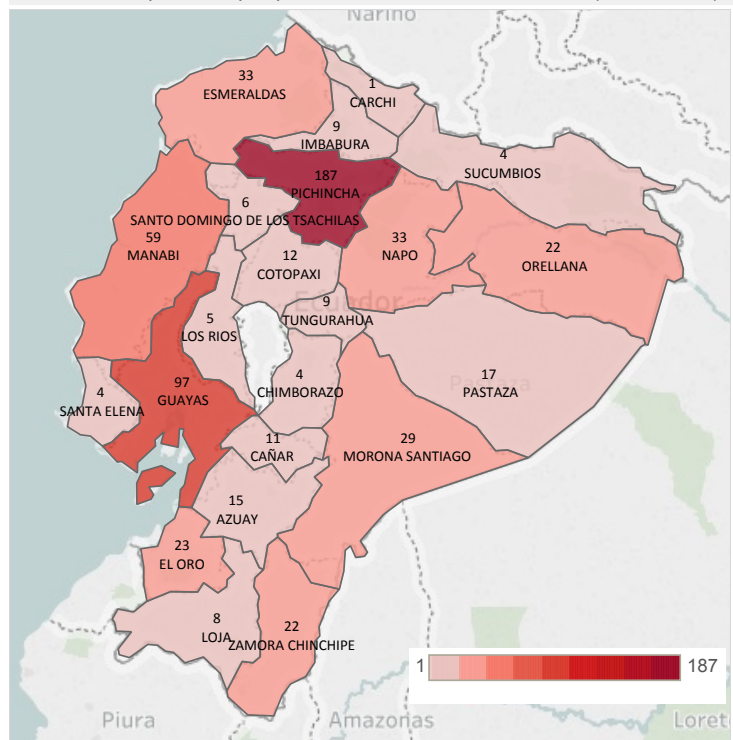 Nariño
33
ESMERALDAS
1
CARCHI
9
IMBABURA
4
SUCUMBIOS
187
PICHINCHA
6
SANTO DOMINGO DE LOS TSACHILAS
59
MANABI
33
NAPO
22
ORELLANA
12
COTOPAXI
Ecuador
9
TUNGURAHUA
5
LOS RIOS
4
CHIMBORAZO
17
PASTAZA
Pastaza
97
GUAYAS
4
SANTA ELENA
11
CAÑAR
29
MORONA SANTIAGO
15
AZUAY
23
EL ORO
8
LOJA
22
ZAMORA CHINCHIPE
1
187
Piura
Amazonas
Loret